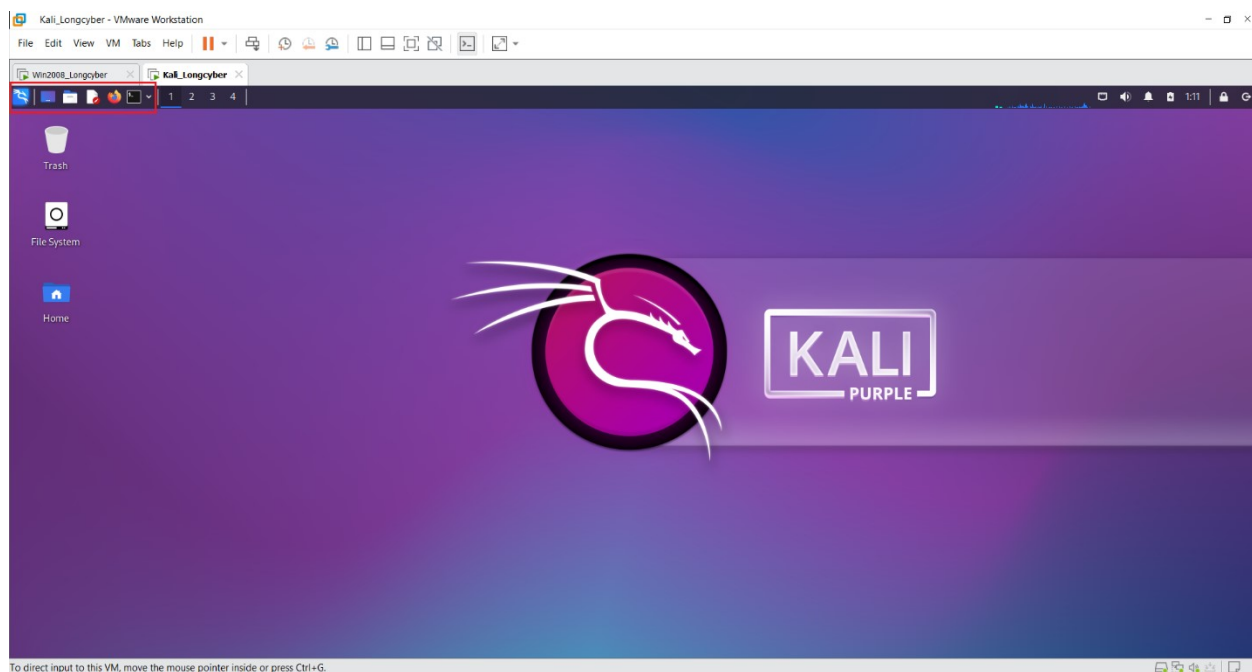 Kali_Longcyber - VMware Workstation
File Edit View VM Tabs Help
Win2008_Longcyber Kali_Longcyber
1 2 3 4 1:11
Trash
File System
Home
KALI
PURPLE
To direct input to this VM, move the mouse pointer inside or press Ctrl+G.